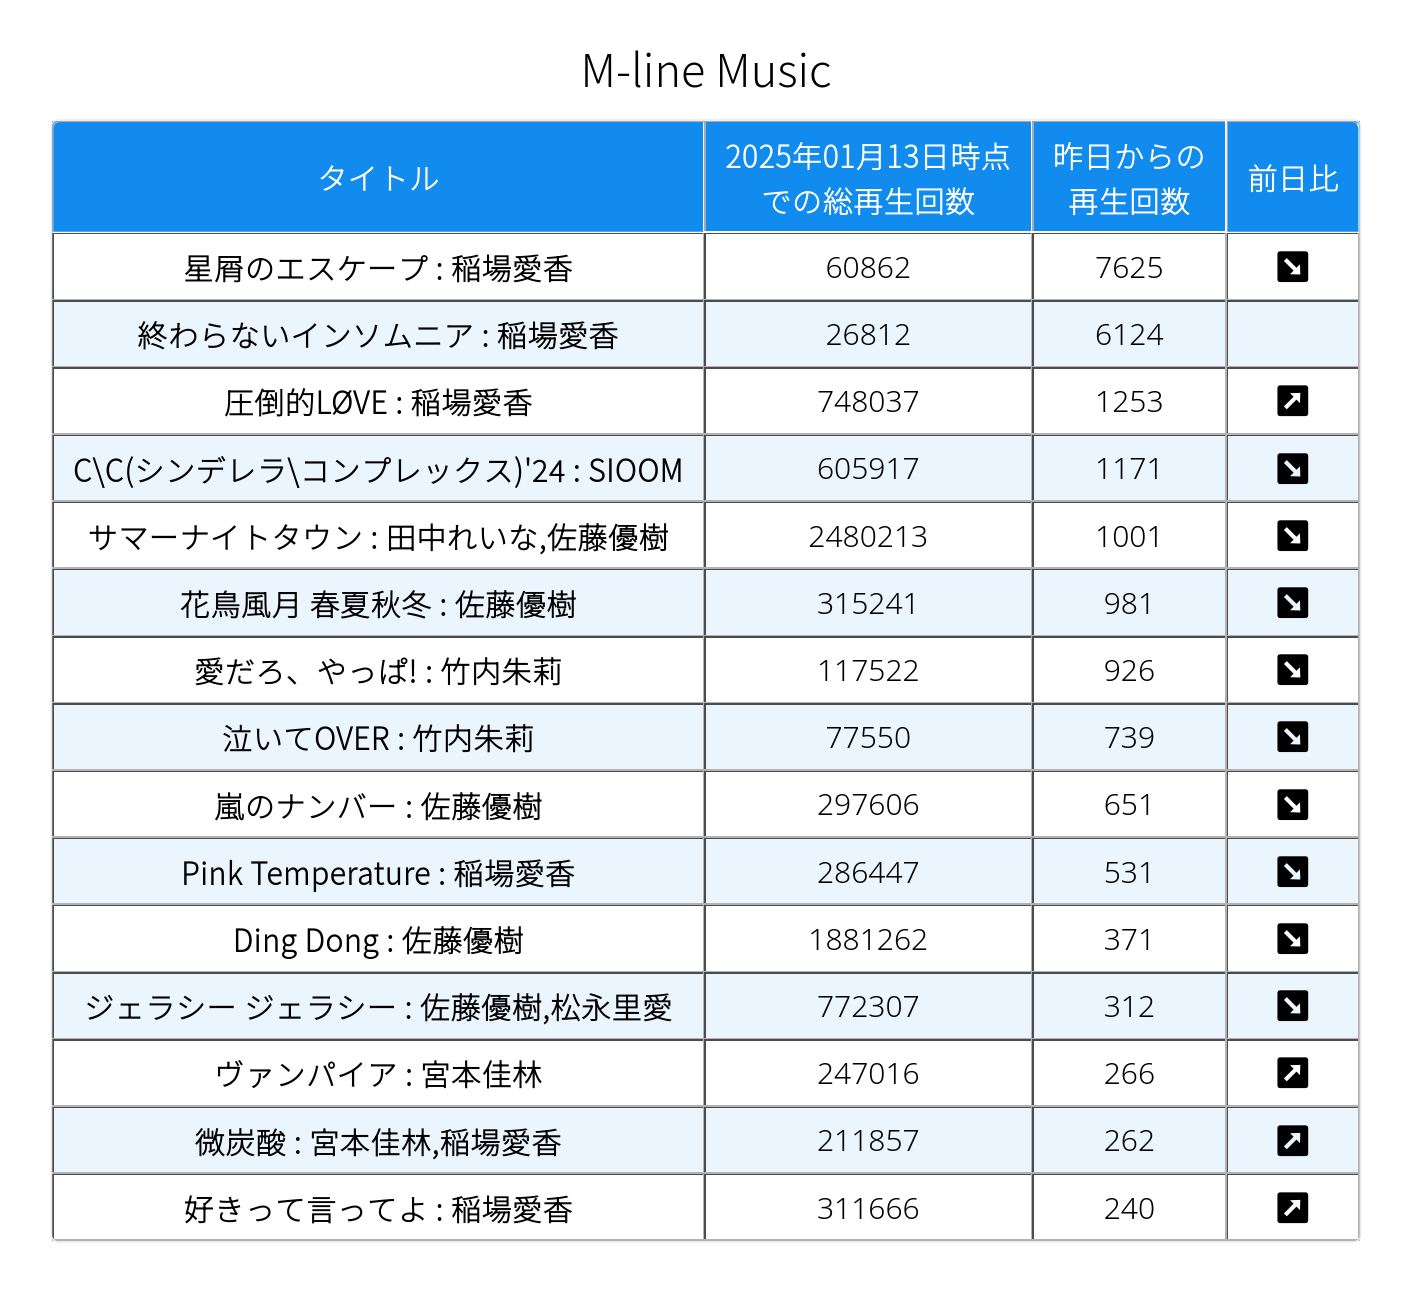 M-line Music
タイトル
2025年01月13日時点
での総再生回数
昨日からの
再生回数
前日比
星屑のエスケープ : 稲場愛香 60862 7625 ↘
終わらないインソムニア : 稲場愛香 26812 6124
圧倒的LØVE : 稲場愛香 748037 1253 ↗
C\C(シンデレラ\コンプレックス)'24 : SIOOM 605917 1171 ↘
サマーナイトタウン : 田中れいな,佐藤優樹 2480213 1001 ↘
花鳥風月 春夏秋冬 : 佐藤優樹 315241 981 ↘
愛だろ、やっぱ! : 竹内朱莉 117522 926 ↘
泣いてOVER : 竹内朱莉 77550 739 ↘
嵐のナンバー : 佐藤優樹 297606 651 ↘
Pink Temperature : 稲場愛香 286447 531 ↘
Ding Dong : 佐藤優樹 1881262 371 ↘
ジェラシー ジェラシー : 佐藤優樹,松永里愛 772307 312 ↘
ヴァンパイア : 宮本佳林 247016 266 ↗
微炭酸 : 宮本佳林,稲場愛香 211857 262 ↗
好きって言ってよ : 稲場愛香 311666 240 ↗